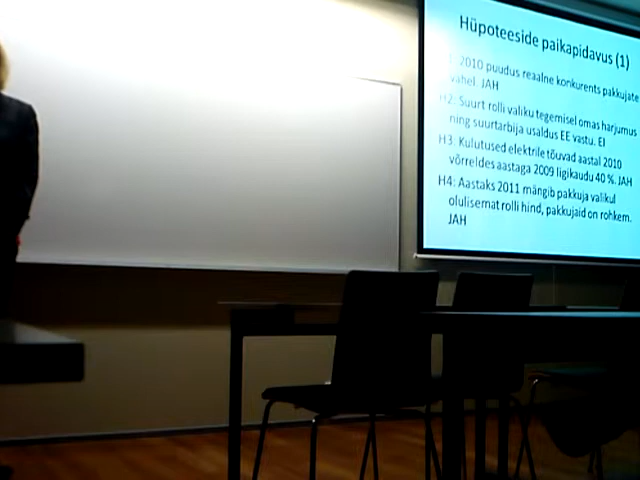 Hüpoteeside paikapidavus (1)
2010 puudus reaalne konkurents pakkujate
vahel. JAH
H2: Suurt rolli valiku tegemisel omas harjumus
ning suurtarbija usaldus EE vastu. EI
H3: Kulutused elektrile tõuvad aastal 2010
võrreldes aastaga 2009 ligikaudu 40 %. JAH
H4: Aastaks 2011 mängib pakkuja valikul
olulisemat rolli hind, pakkujaid on rohkem.
JAH